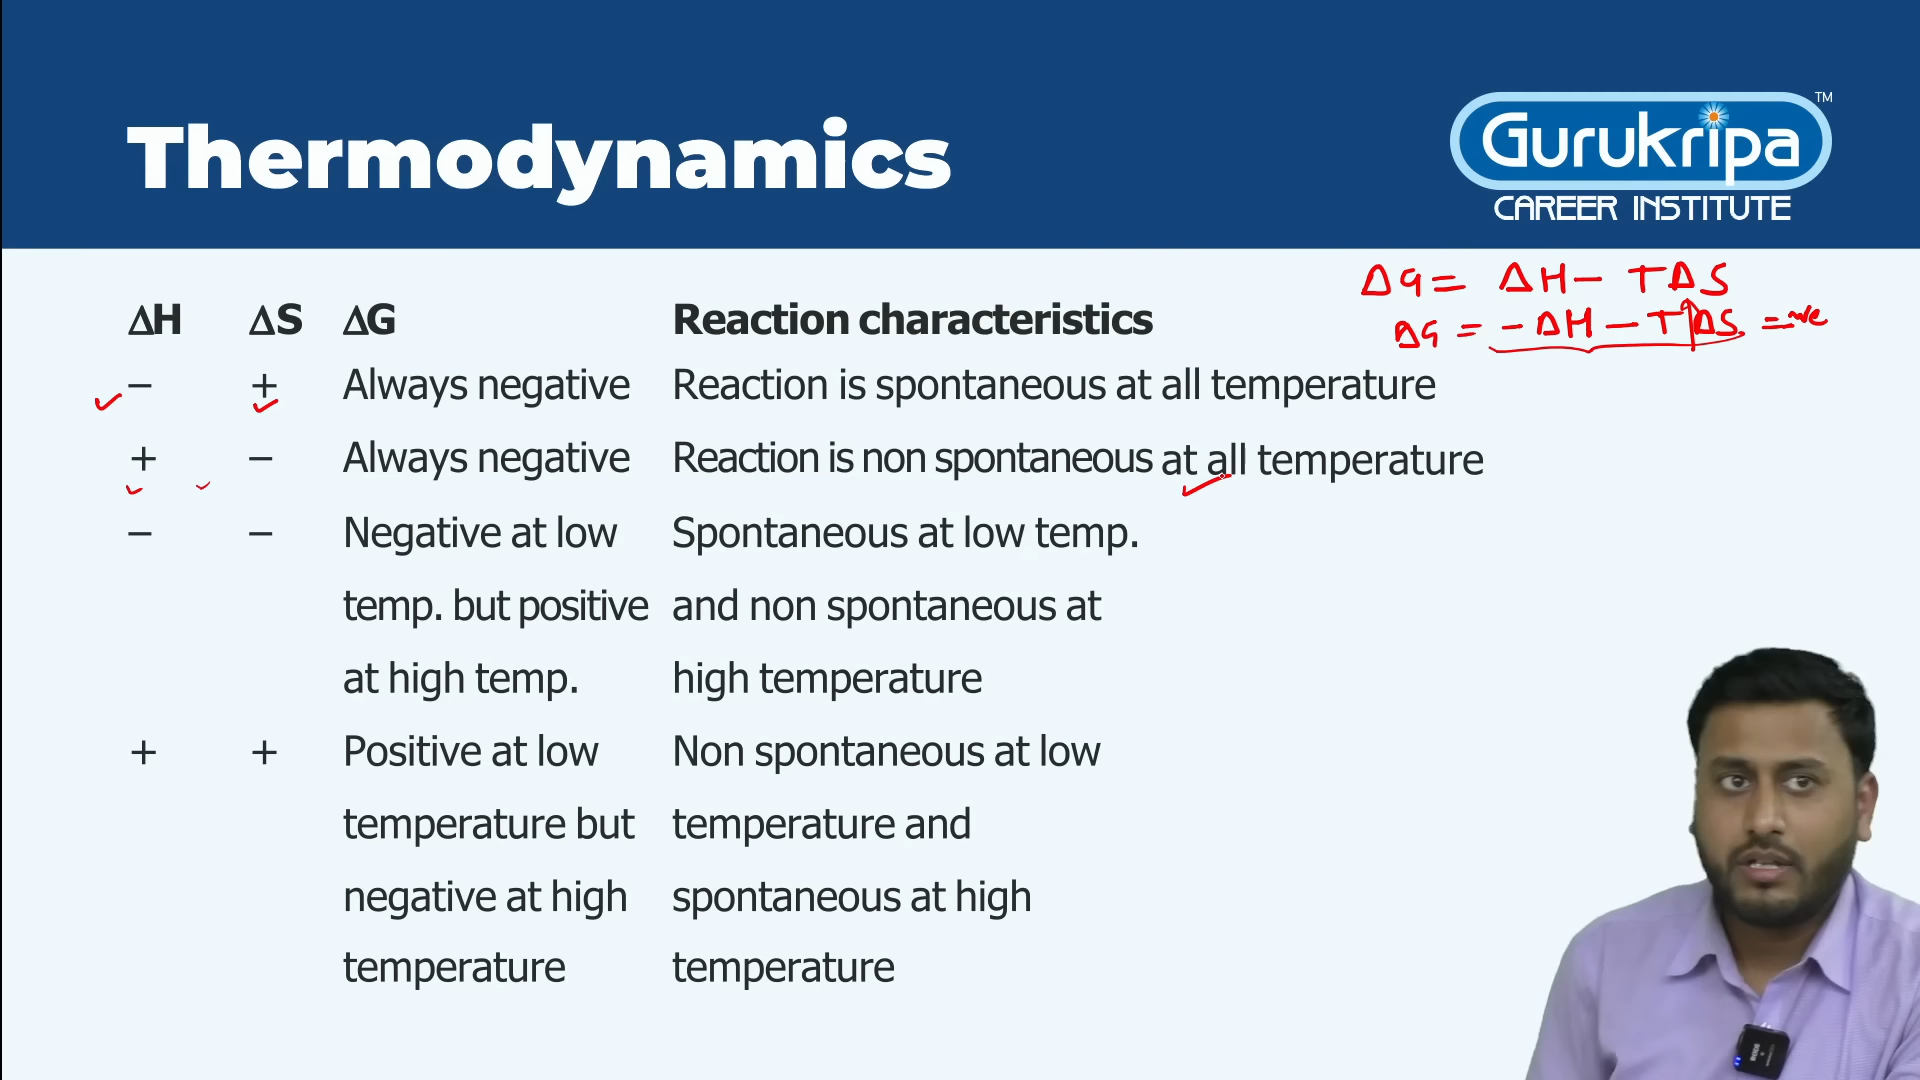 Thermodynamics
Gurukripa
TM
CAREER INSTITUTE
ΔG = ΔH – TΔS
ΔG = – ΔH – TΔS = –ve
ΔH ΔS ΔG Reaction characteristics
– + Always negative Reaction is spontaneous at all temperature
+ – Always negative Reaction is non spontaneous at all temperature
– – Negative at low Spontaneous at low temp.
temp. but positive and non spontaneous at
at high temp. high temperature
+ + Positive at low Non spontaneous at low
temperature but temperature and
negative at high spontaneous at high
temperature temperature